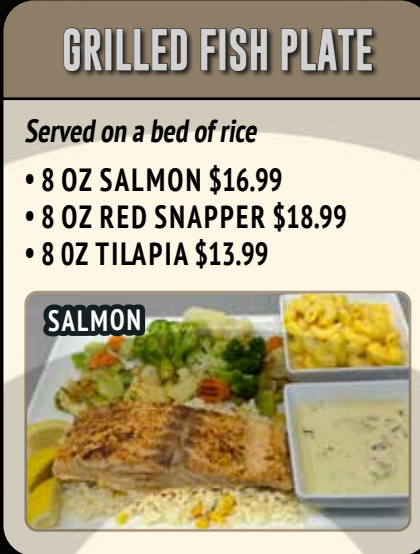 GRILLED FISH PLATE
Served on a bed of rice
• 8 OZ SALMON $16.99
• 8 OZ RED SNAPPER $18.99
• 8 OZ TILAPIA $13.99
SALMON